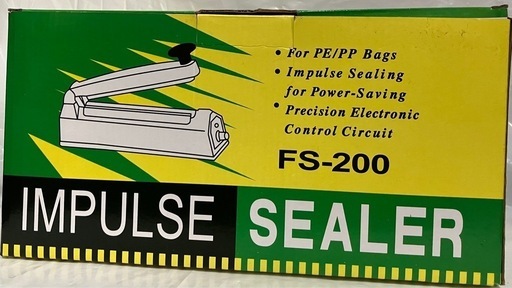 • For PE/PP Bags
• Impulse Sealing
for Power-Saving
• Precision Electronic
Control Circuit
FS-200
IMPULSE SEALER